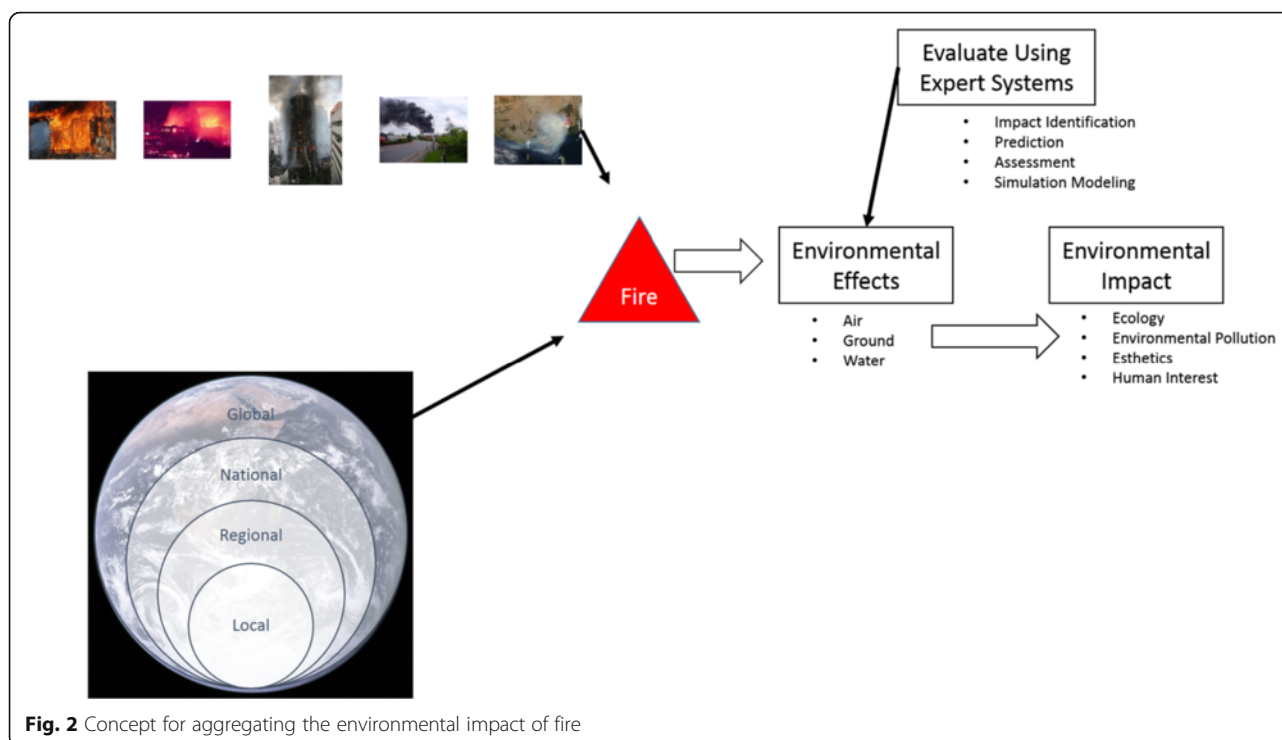 Evaluate Using
Expert Systems
• Impact Identification
• Prediction
• Assessment
• Simulation Modeling
Fire
Environmental
Effects
• Air
• Ground
• Water
Environmental
Impact
• Ecology
• Environmental Pollution
• Esthetics
• Human Interest
Global
National
Regional
Local
Fig. 2 Concept for aggregating the environmental impact of fire